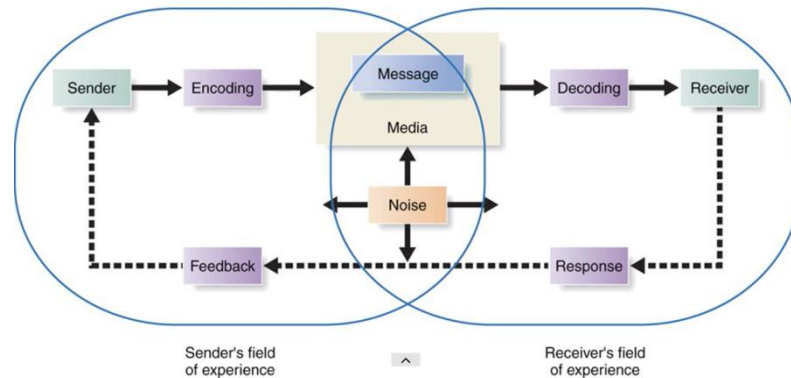 Sender
Encoding
Message
Media
Decoding
Receiver
Noise
Feedback
Response
Sender's field
of experience
Receiver's field
of experience